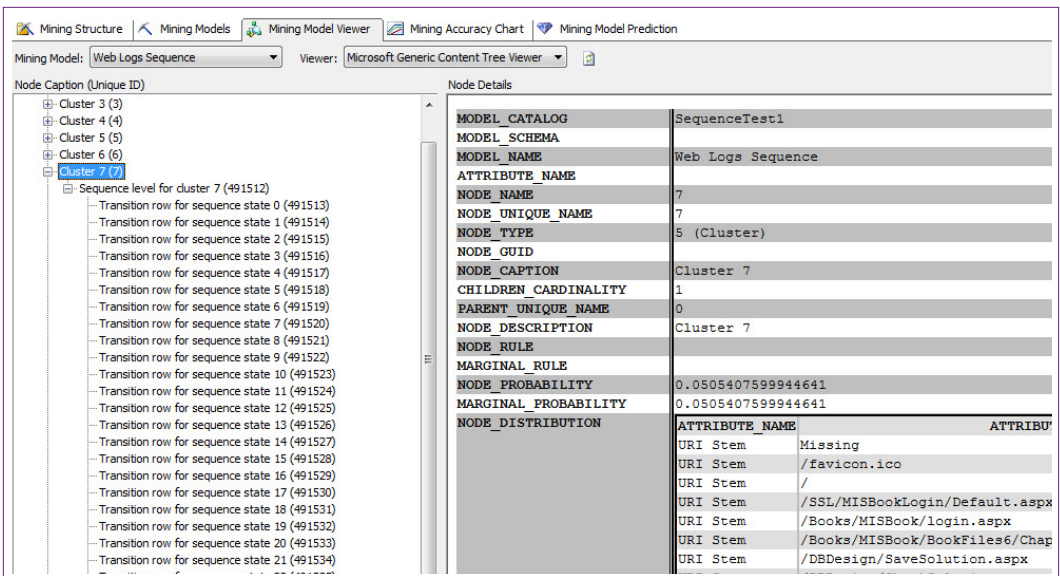 Mining Structure Mining Models Mining Model Viewer Mining Accuracy Chart Mining Model Prediction
Mining Model: Web Logs Sequence Viewer: Microsoft Generic Content Tree Viewer
Node Caption (Unique ID)
Cluster 3 (3)
Cluster 4 (4)
Cluster 5 (5)
Cluster 6 (6)
Cluster 7 (7)
Sequence level for cluster 7 (491512)
Transition row for sequence state 0 (491513)
Transition row for sequence state 1 (491514)
Transition row for sequence state 2 (491515)
Transition row for sequence state 3 (491516)
Transition row for sequence state 4 (491517)
Transition row for sequence state 5 (491518)
Transition row for sequence state 6 (491519)
Transition row for sequence state 7 (491520)
Transition row for sequence state 8 (491521)
Transition row for sequence state 9 (491522)
Transition row for sequence state 10 (491523)
Transition row for sequence state 11 (491524)
Transition row for sequence state 12 (491525)
Transition row for sequence state 13 (491526)
Transition row for sequence state 14 (491527)
Transition row for sequence state 15 (491528)
Transition row for sequence state 16 (491529)
Transition row for sequence state 17 (491530)
Transition row for sequence state 18 (491531)
Transition row for sequence state 19 (491532)
Transition row for sequence state 20 (491533)
Transition row for sequence state 21 (491534)
Node Details
MODEL_CATALOG SequenceTest1
MODEL_SCHEMA
MODEL_NAME Web Logs Sequence
ATTRIBUTE_NAME
NODE_NAME 7
NODE_UNIQUE_NAME 7
NODE_TYPE 5 (Cluster)
NODE_GUID
NODE_CAPTION Cluster 7
CHILDREN_CARDINALITY 1
PARENT_UNIQUE_NAME 0
NODE_DESCRIPTION Cluster 7
NODE_RULE
MARGINAL_RULE
NODE_PROBABILITY 0.0505407599944641
MARGINAL_PROBABILITY 0.0505407599944641
NODE_DISTRIBUTION ATTRIBUTE_NAME ATTRIBU
URI Stem Missing
URI Stem /favicon.ico
URI Stem /
URI Stem /SSL/MISBookLogin/Default.aspx
URI Stem /Books/MISBook/login.aspx
URI Stem /Books/MISBook/BookFiles6/Chap
URI Stem /DBDesign/SaveSolution.aspx